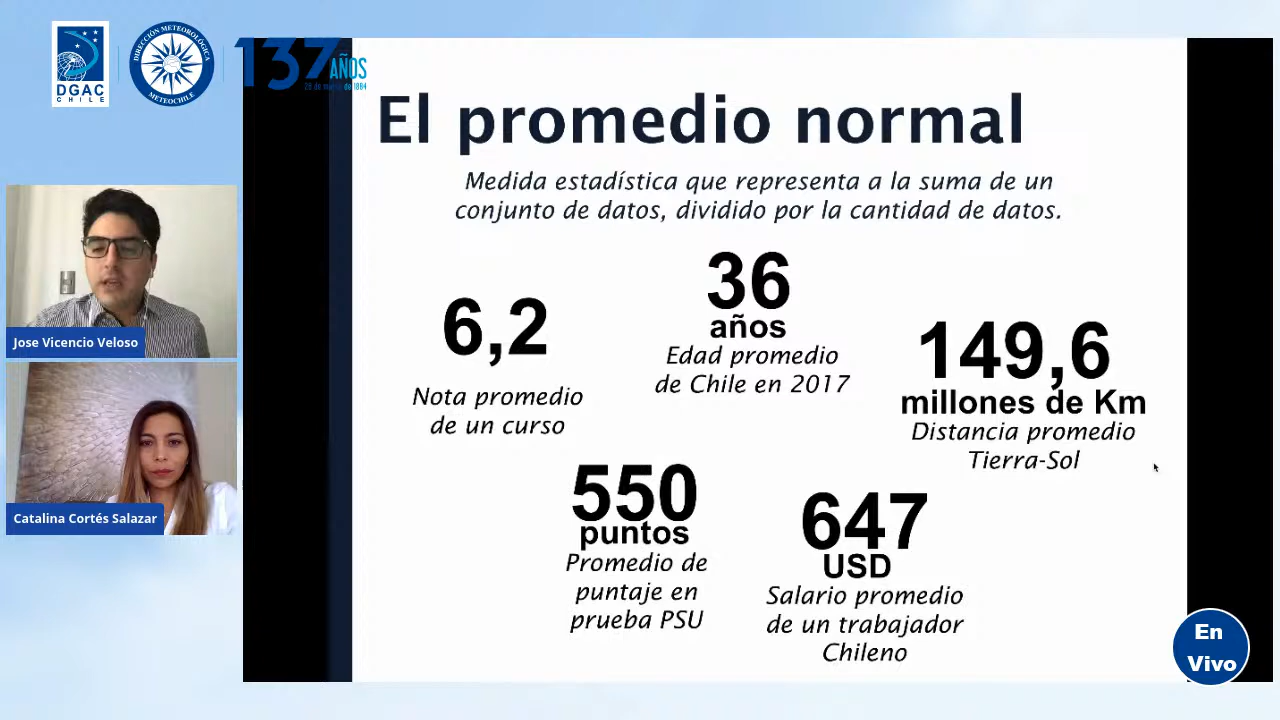 DGAC
CHILE
DIRECCIÓN METEOROLÓGICA
METEOCHILE
137 AÑOS
El promedio normal
Medida estadística que representa a la suma de un
conjunto de datos, dividido por la cantidad de datos.
6,2
Nota promedio
de un curso
36
años
Edad promedio
de Chile en 2017
149,6
millones de Km
Distancia promedio
Tierra-Sol
550
puntos
Promedio de
puntaje en
prueba PSU
647
USD
Salario promedio
de un trabajador
Chileno
Jose Vicencio Veloso
Catalina Cortés Salazar
En
Vivo